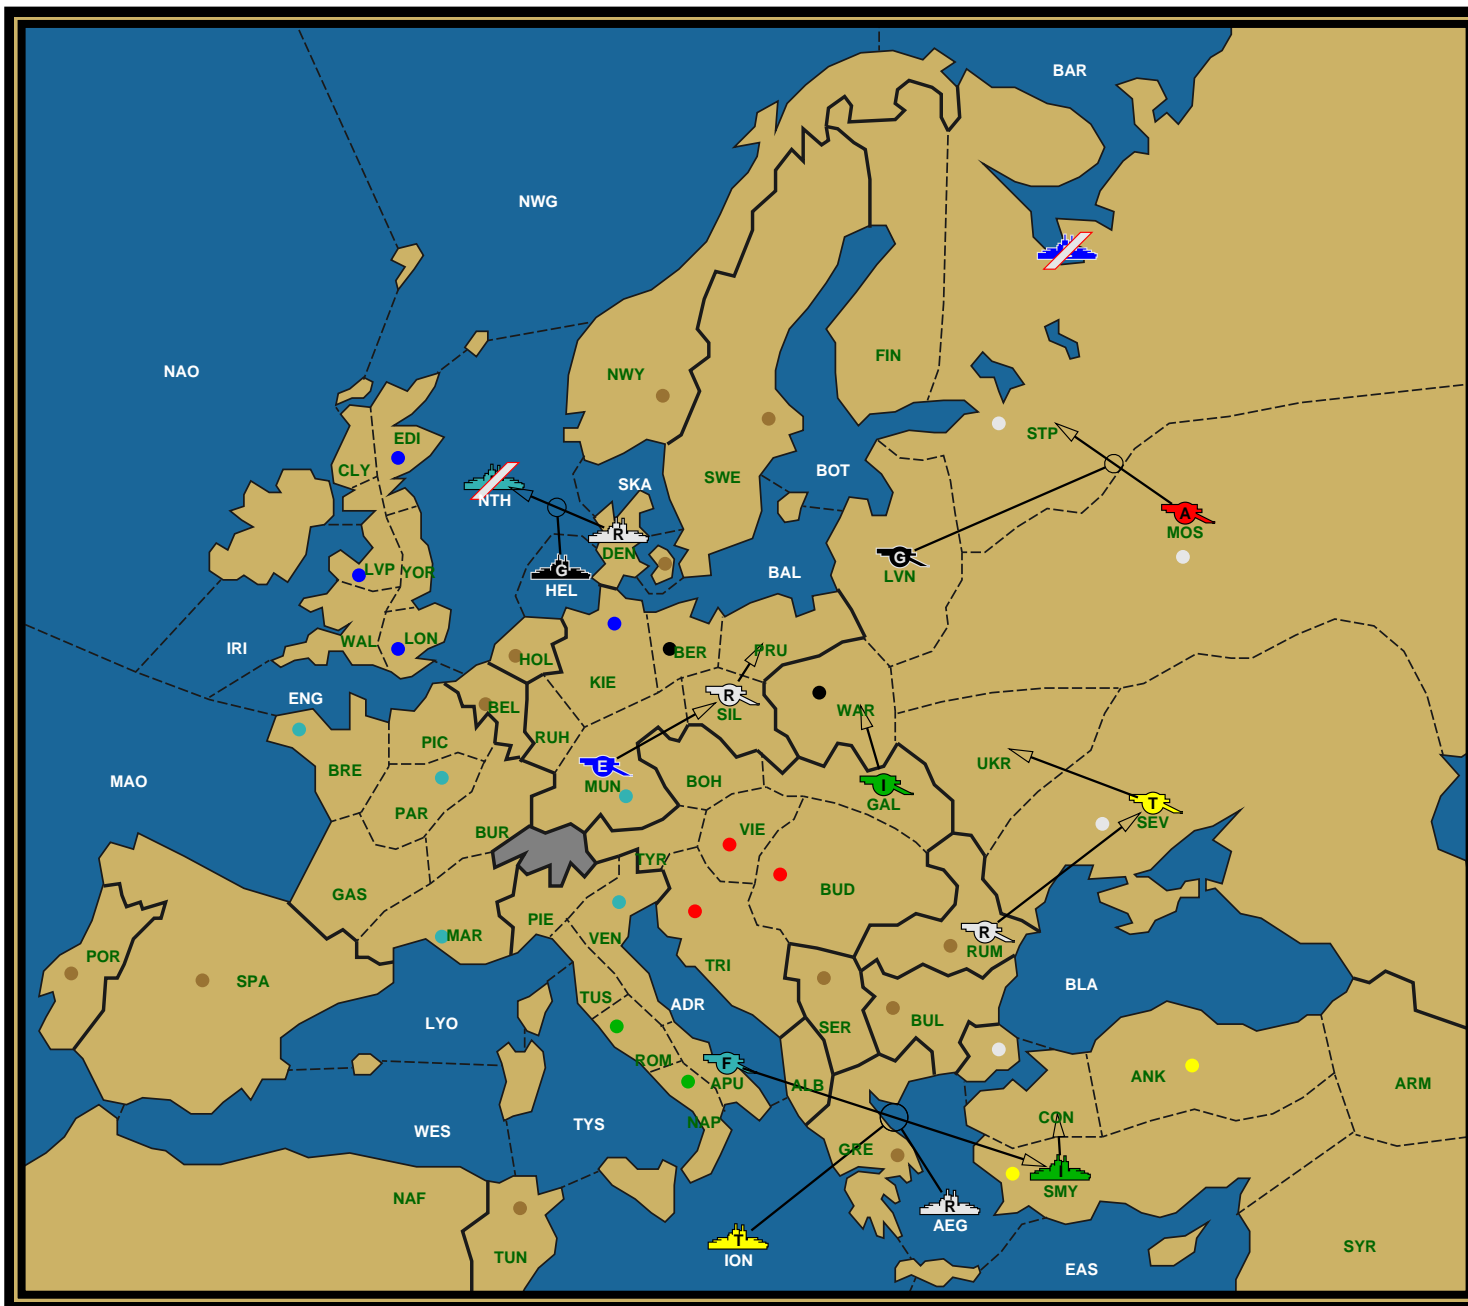 BAR
NWG
NAO
FIN
NWY
EDI
STP
CLY
SWE
BOT
SKA
NTH
A
MOS
R
DEN
G
LVN
G
HEL
BAL
LVP
YOR
IRI
WAL
LON
HOL
BER
PRU
KIE
ENG
BEL
R
SIL
WAR
RUH
PIC
BRE
UKR
E
MUN
BOH
I
GAL
MAO
T
SEV
PAR
BUR
VIE
TYR
BUD
GAS
PIE
VEN
MAR
R
RUM
POR
SPA
TRI
BLA
TUS
ADR
LYO
SER
BUL
ROM
F
APU
ALB
ANK
ARM
NAP
CON
WES
TYS
GRE
I
SMY
NAF
R
AEG
T
ION
TUN
SYR
EAS